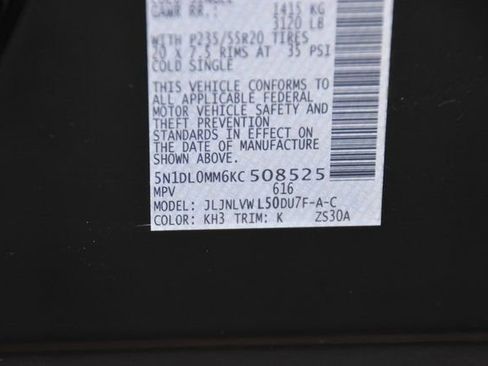 GAWR RR.: 1415 KG
3120 LB
WITH P235/55R20 TIRES
20 X 7.5 RIMS AT 35 PSI
COLD SINGLE
THIS VEHICLE CONFORMS TO
ALL APPLICABLE FEDERAL
MOTOR VEHICLE SAFETY AND
THEFT PREVENTION
STANDARDS IN EFFECT ON
THE DATE OF MANUFACTURE
SHOWN ABOVE.
5N1DL0MM6KC508525
MPV 616
MODEL: JLJNLVWL50DU7F-A-C
COLOR: KH3 TRIM: K ZS30A